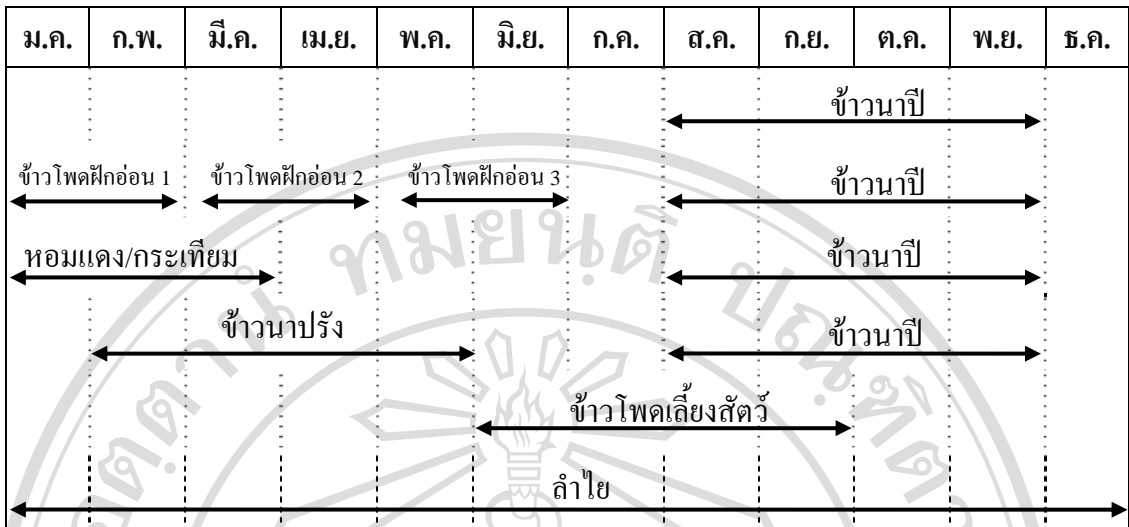 ม.ค. ก.พ. มี.ค. เม.ย. พ.ค. มิ.ย. ก.ค. ส.ค. ก.ย. ต.ค. พ.ย. ธ.ค.
ข้าวนาปี
ข้าวโพดฝักอ่อน 1 ข้าวโพดฝักอ่อน 2 ข้าวโพดฝักอ่อน 3 ข้าวนาปี
หอมแดง/กระเทียม ข้าวนาปี
ข้าวนาปรัง ข้าวนาปี
ข้าวโพดเลี้ยงสัตว์
ลำไย